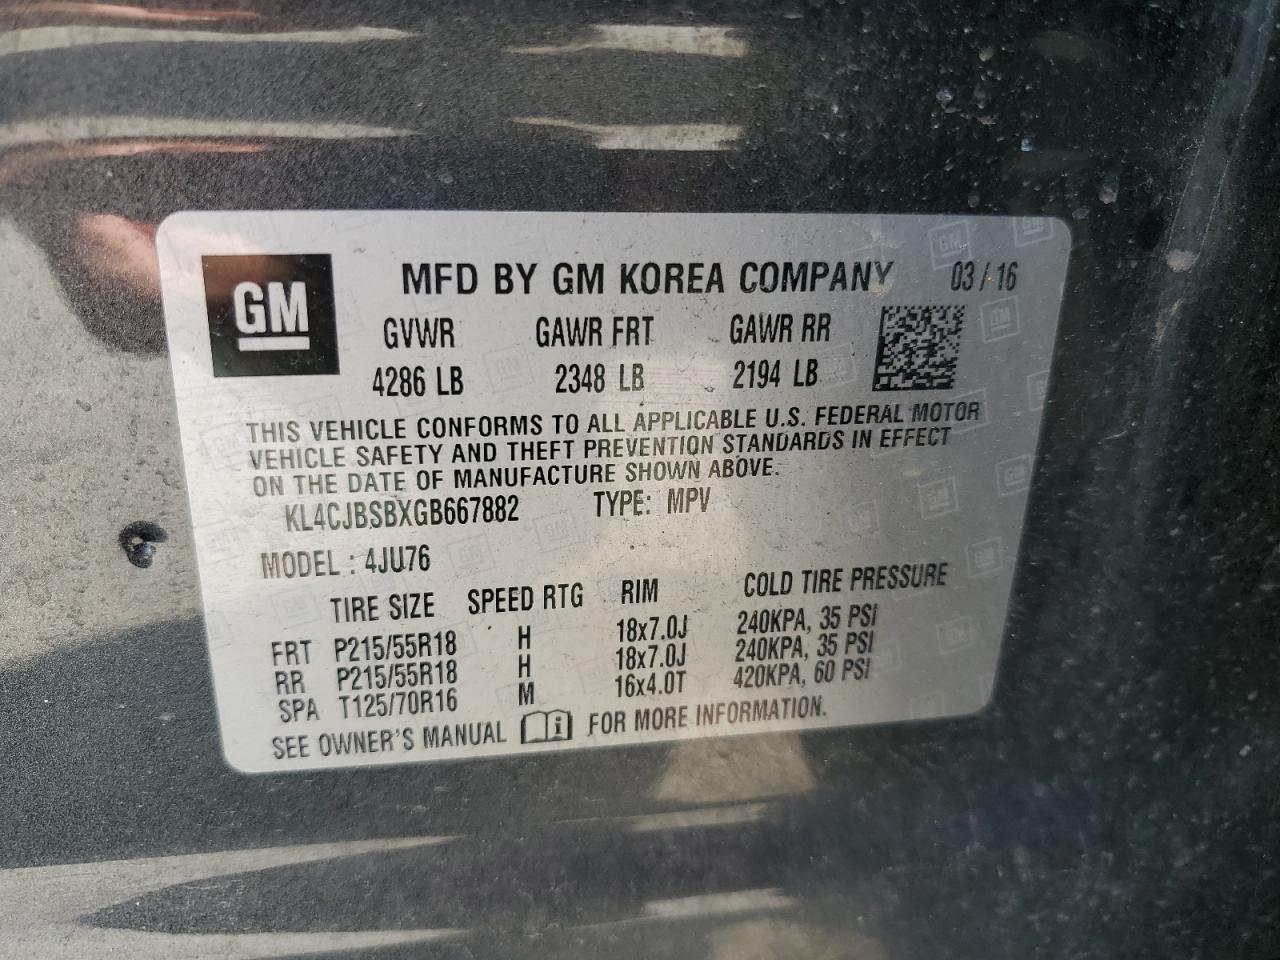 GM
MFD BY GM KOREA COMPANY 03 / 16
GVWR GAWR FRT GAWR RR
4286 LB 2348 LB 2194 LB
THIS VEHICLE CONFORMS TO ALL APPLICABLE U.S. FEDERAL MOTOR
VEHICLE SAFETY AND THEFT PREVENTION STANDARDS IN EFFECT
ON THE DATE OF MANUFACTURE SHOWN ABOVE.
KL4CJBSBXGB667882 TYPE: MPV
MODEL : 4JU76
TIRE SIZE SPEED RTG RIM COLD TIRE PRESSURE
FRT P215/55R18 H 18x7.0J 240KPA, 35 PSI
RR P215/55R18 H 18x7.0J 240KPA, 35 PSI
SPA T125/70R16 M 16x4.0T 420KPA, 60 PSI
SEE OWNER'S MANUAL i FOR MORE INFORMATION.